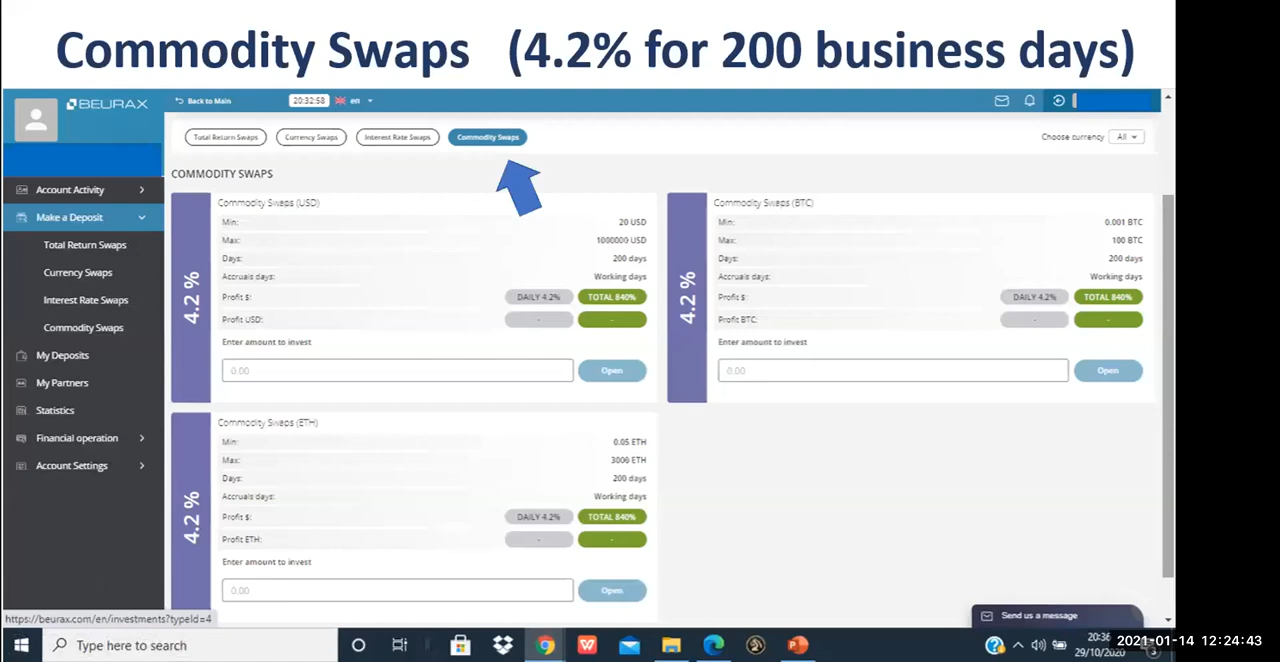 Commodity Swaps (4.2% for 200 business days)
BEURAX
Back to Main
20:32:58
en
Total Return Swaps
Currency Swaps
Interest Rate Swaps
Commodity Swaps
Choose currency
All
Account Activity
Make a Deposit
Total Return Swaps
Currency Swaps
Interest Rate Swaps
Commodity Swaps
My Deposits
My Partners
Statistics
Financial operation
Account Settings
COMMODITY SWAPS
4.2 %
Commodity Swaps (USD)
Min: 20 USD
Max: 1000000 USD
Days: 200 days
Accruals days: Working days
Profit $: DAILY 4.2% TOTAL 840%
Profit USD: - -
Enter amount to invest
0.00 Open
4.2 %
Commodity Swaps (BTC)
Min: 0.001 BTC
Max: 100 BTC
Days: 200 days
Accruals days: Working days
Profit $: DAILY 4.2% TOTAL 840%
Profit BTC: - -
Enter amount to invest
0.00 Open
4.2 %
Commodity Swaps (ETH)
Min: 0.05 ETH
Max: 3000 ETH
Days: 200 days
Accruals days: Working days
Profit $: DAILY 4.2% TOTAL 840%
Profit ETH: - -
Enter amount to invest
0.00 Open
https://beurax.com/en/investments?typeId=4
Send us a message
Type here to search
20:36
29/10/2020
2021-01-14 12:24:43